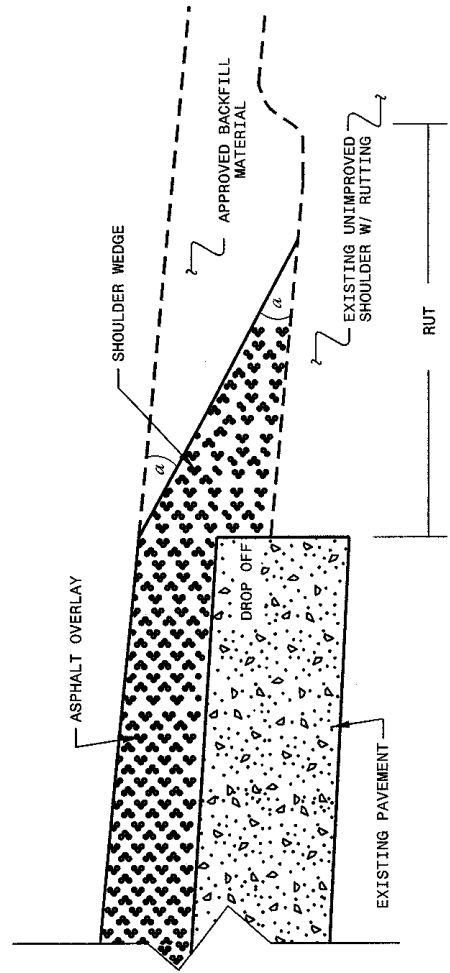 ASPHALT OVERLAY
SHOULDER WEDGE
APPROVED BACKFILL
MATERIAL
a
a
DROP OFF
EXISTING UNIMPROVED
SHOULDER W/ RUTTING
RUT
EXISTING PAVEMENT